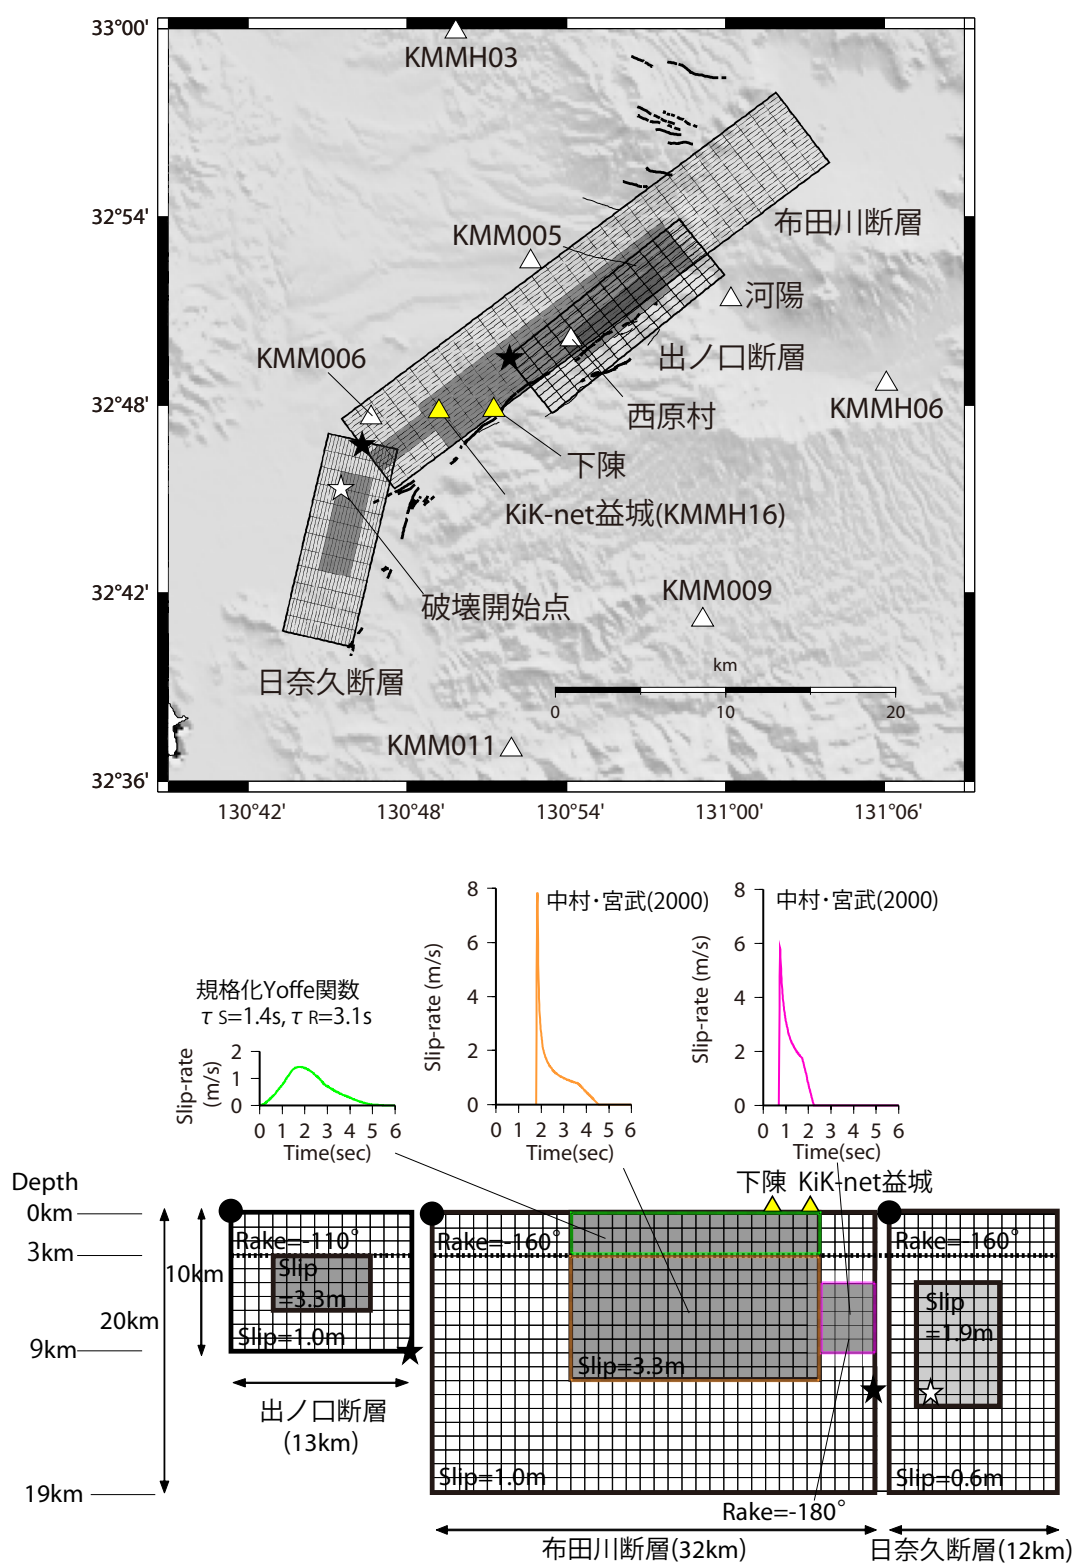 33°00'
KMMH03
32°54'
布田川断層
KMM005
河陽
出ノ口断層
KMM006
KMMH06
32°48'
西原村
下陳
KiK-net益城(KMMH16)
32°42'
KMM009
破壊開始点
km
日奈久断層
0 10 20
KMM011
32°36'
130°42' 130°48' 130°54' 131°00' 131°06'
中村・宮武(2000)
8
6
4
2
0
Slip-rate (m/s)
0 1 2 3 4 5 6
Time(sec)
中村・宮武(2000)
8
6
4
2
0
Slip-rate (m/s)
0 1 2 3 4 5 6
Time(sec)
規格化Yoffe関数
τ S=1.4s, τ R=3.1s
2
1
0
Slip-rate
(m/s)
0 1 2 3 4 5 6
Time(sec)
下陳 KiK-net益城
Depth
0km
3km
9km
19km
10km
20km
Rake=-110°
Slip
=3.3m
Slip=1.0m
出ノ口断層
(13km)
Rake=-160°
Slip=3.3m
Slip=1.0m
Rake=-180°
布田川断層(32km)
Rake=-160°
Slip
=1.9m
Slip=0.6m
日奈久断層(12km)